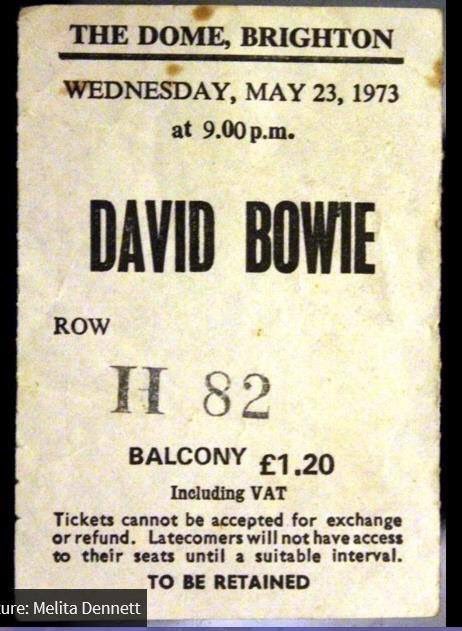 THE DOME, BRIGHTON
WEDNESDAY, MAY 23, 1973
at 9.00 p.m.
DAVID BOWIE
ROW
H 82
BALCONY £1.20
Including VAT
Tickets cannot be accepted for exchange
or refund. Latecomers will not have access
to their seats until a suitable interval.
TO BE RETAINED
ure: Melita Dennett